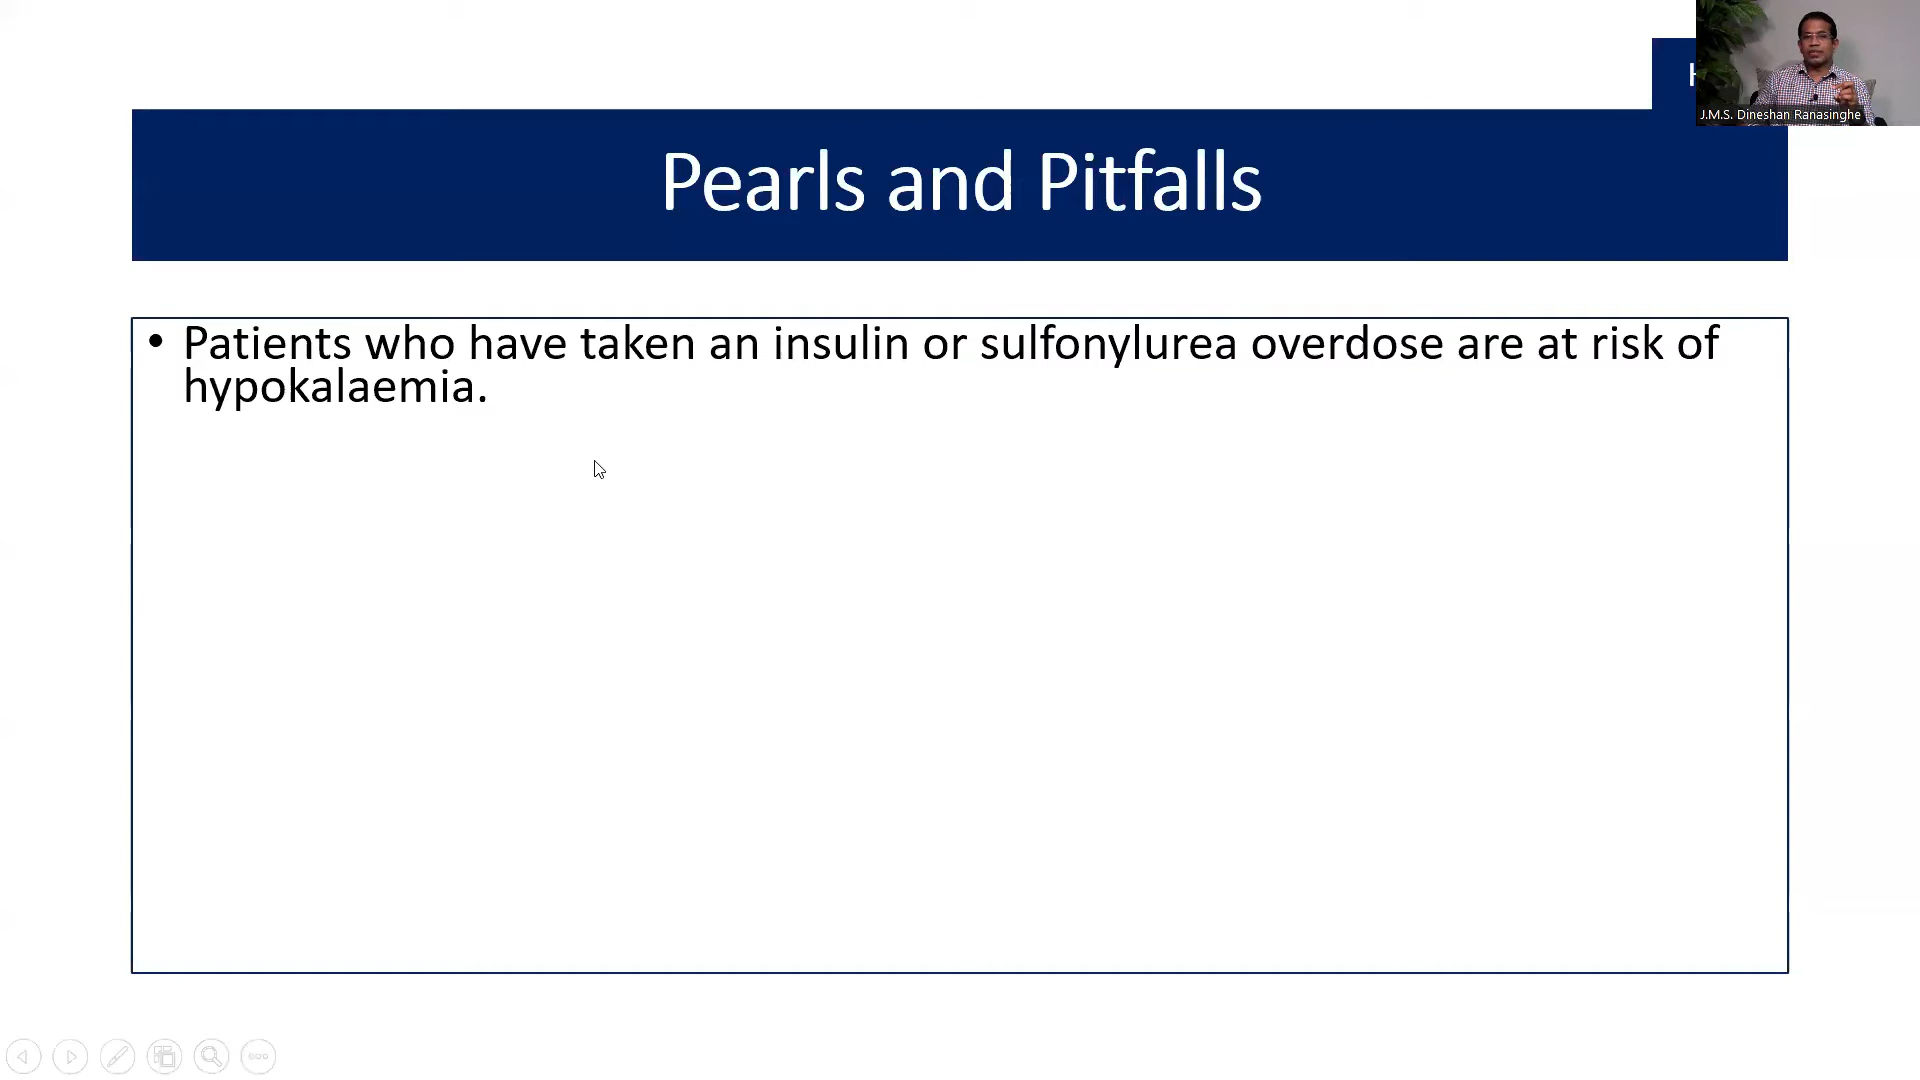 J.M.S. Dineshan Ranasinghe
Pearls and Pitfalls
• Patients who have taken an insulin or sulfonylurea overdose are at risk of
hypokalaemia.